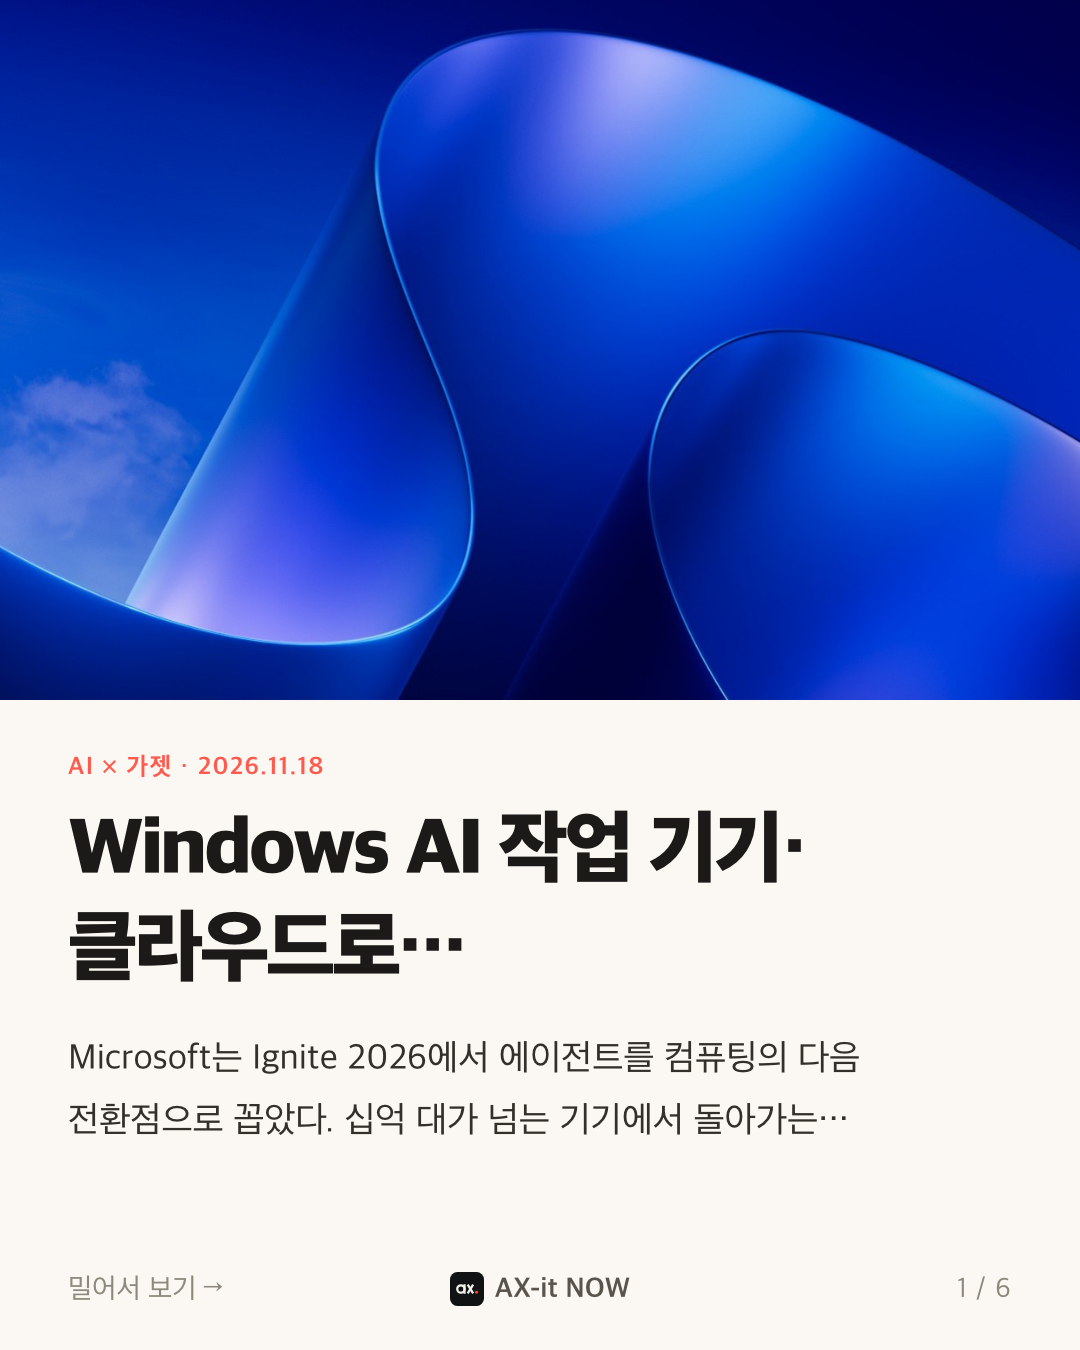 AI × 가젯 · 2026.11.18
Windows AI 작업 기기·
클라우드로…
Microsoft는 Ignite 2026에서 에이전트를 컴퓨팅의 다음
전환점으로 꼽았다. 십억 대가 넘는 기기에서 돌아가는…
밀어서 보기 →
ax. AX-it NOW
1 / 6